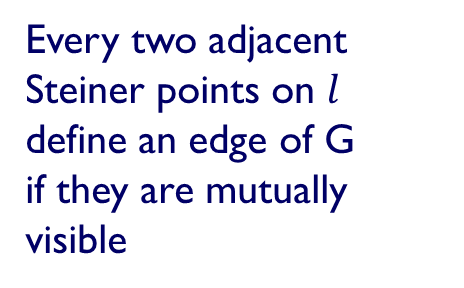 Every two adjacent
Steiner points on l
define an edge of G
if they are mutually
visible